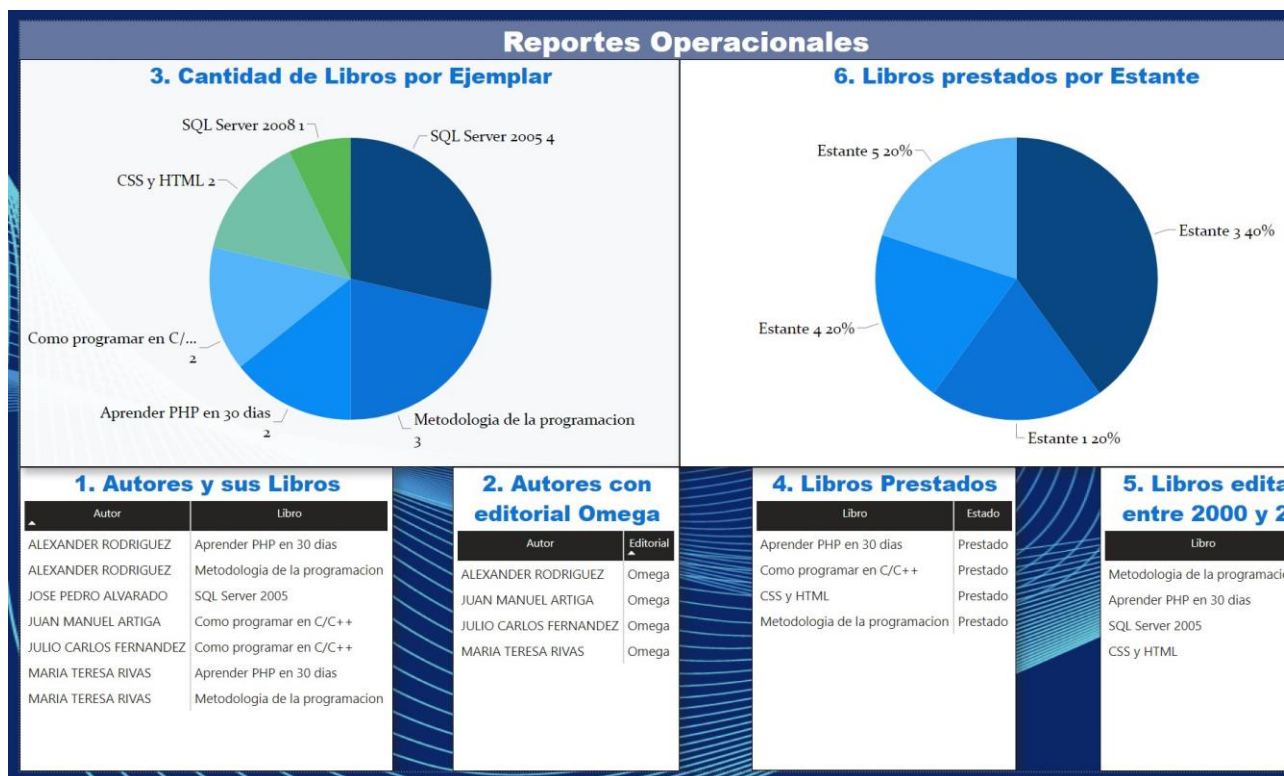 Reportes Operacionales
3. Cantidad de Libros por Ejemplar
SQL Server 2008 1
SQL Server 2005 4
CSS y HTML 2
Como programar en C/...
2
Aprender PHP en 30 dias
2
Metodologia de la programacion
3
6. Libros prestados por Estante
Estante 5 20%
Estante 3 40%
Estante 4 20%
Estante 1 20%
1. Autores y sus Libros
Autor Libro
ALEXANDER RODRIGUEZ Aprender PHP en 30 dias
ALEXANDER RODRIGUEZ Metodologia de la programacion
JOSE PEDRO ALVARADO SQL Server 2005
JUAN MANUEL ARTIGA Como programar en C/C++
JULIO CARLOS FERNANDEZ Como programar en C/C++
MARIA TERESA RIVAS Aprender PHP en 30 dias
MARIA TERESA RIVAS Metodologia de la programacion
2. Autores con
editorial Omega
Autor Editorial
ALEXANDER RODRIGUEZ Omega
JUAN MANUEL ARTIGA Omega
JULIO CARLOS FERNANDEZ Omega
MARIA TERESA RIVAS Omega
4. Libros Prestados
Libro Estado
Aprender PHP en 30 dias Prestado
Como programar en C/C++ Prestado
CSS y HTML Prestado
Metodologia de la programacion Prestado
5. Libros edita
entre 2000 y 2
Libro
Metodologia de la programaci
Aprender PHP en 30 dias
SQL Server 2005
CSS y HTML